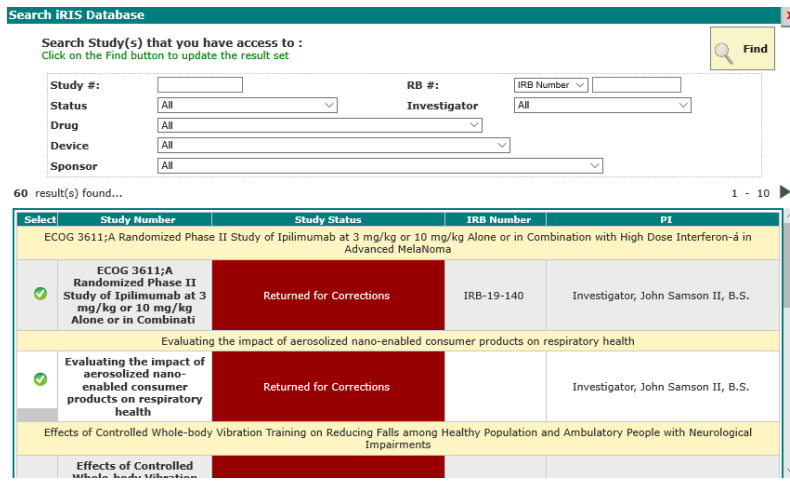 Search iRIS Database
Search Study(s) that you have access to :
Click on the Find button to update the result set
Find
Study #:
RB #:
IRB Number
Status
All
Investigator
All
Drug
All
Device
All
Sponsor
All
60 result(s) found...
1 - 10
Select
Study Number
Study Status
IRB Number
PI
ECOG 3611;A Randomized Phase II Study of Ipilimumab at 3 mg/kg or 10 mg/kg Alone or in Combination with High Dose Interferon-á in
Advanced MelaNoma
ECOG 3611;A
Randomized Phase II
Study of Ipilimumab at 3
mg/kg or 10 mg/kg
Alone or in Combinati
Returned for Corrections
IRB-19-140
Investigator, John Samson II, B.S.
Evaluating the impact of aerosolized nano-enabled consumer products on respiratory health
Evaluating the impact of
aerosolized nano-
enabled consumer
products on respiratory
health
Returned for Corrections
Investigator, John Samson II, B.S.
Effects of Controlled Whole-body Vibration Training on Reducing Falls among Healthy Population and Ambulatory People with Neurological
Impairments
Effects of Controlled
Whole-body Vibration